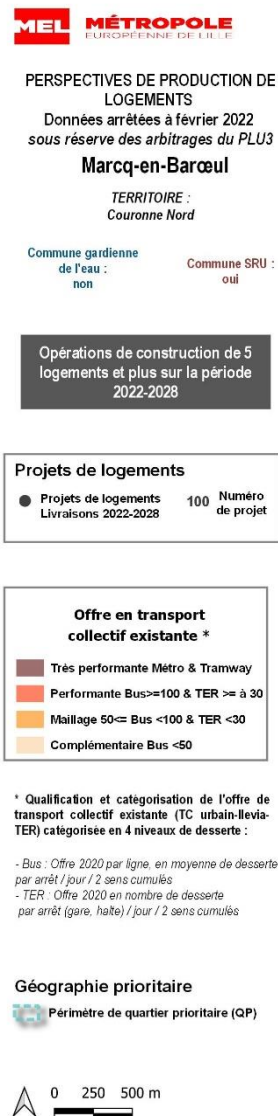 MEL MÉTROPOLE
EUROPÉENNE DE LILLE
PERSPECTIVES DE PRODUCTION DE
LOGEMENTS
Données arrêtées à février 2022
sous réserve des arbitrages du PLU3
Marcq-en-Barœul
TERRITOIRE :
Couronne Nord
Commune gardienne
de l'eau :
non
Commune SRU :
oui
Opérations de construction de 5
logements et plus sur la période
2022-2028
Projets de logements
Projets de logements
Livraisons 2022-2028
100 Numéro
de projet
Offre en transport
collectif existante *
Très performante Métro & Tramway
Performante Bus>=100 & TER >= à 30
Maillage 50<= Bus <100 & TER <30
Complémentaire Bus <50
* Qualification et catégorisation de l'offre de
transport collectif existante (TC urbain-Ilevia-
TER) catégorisée en 4 niveaux de desserte :
- Bus : Offre 2020 par ligne, en moyenne de desserte
par arrêt / jour / 2 sens cumulés
- TER : Offre 2020 en nombre de desserte
par arrêt (gare, halte) / jour / 2 sens cumulés
Géographie prioritaire
Périmètre de quartier prioritaire (QP)
0 250 500 m